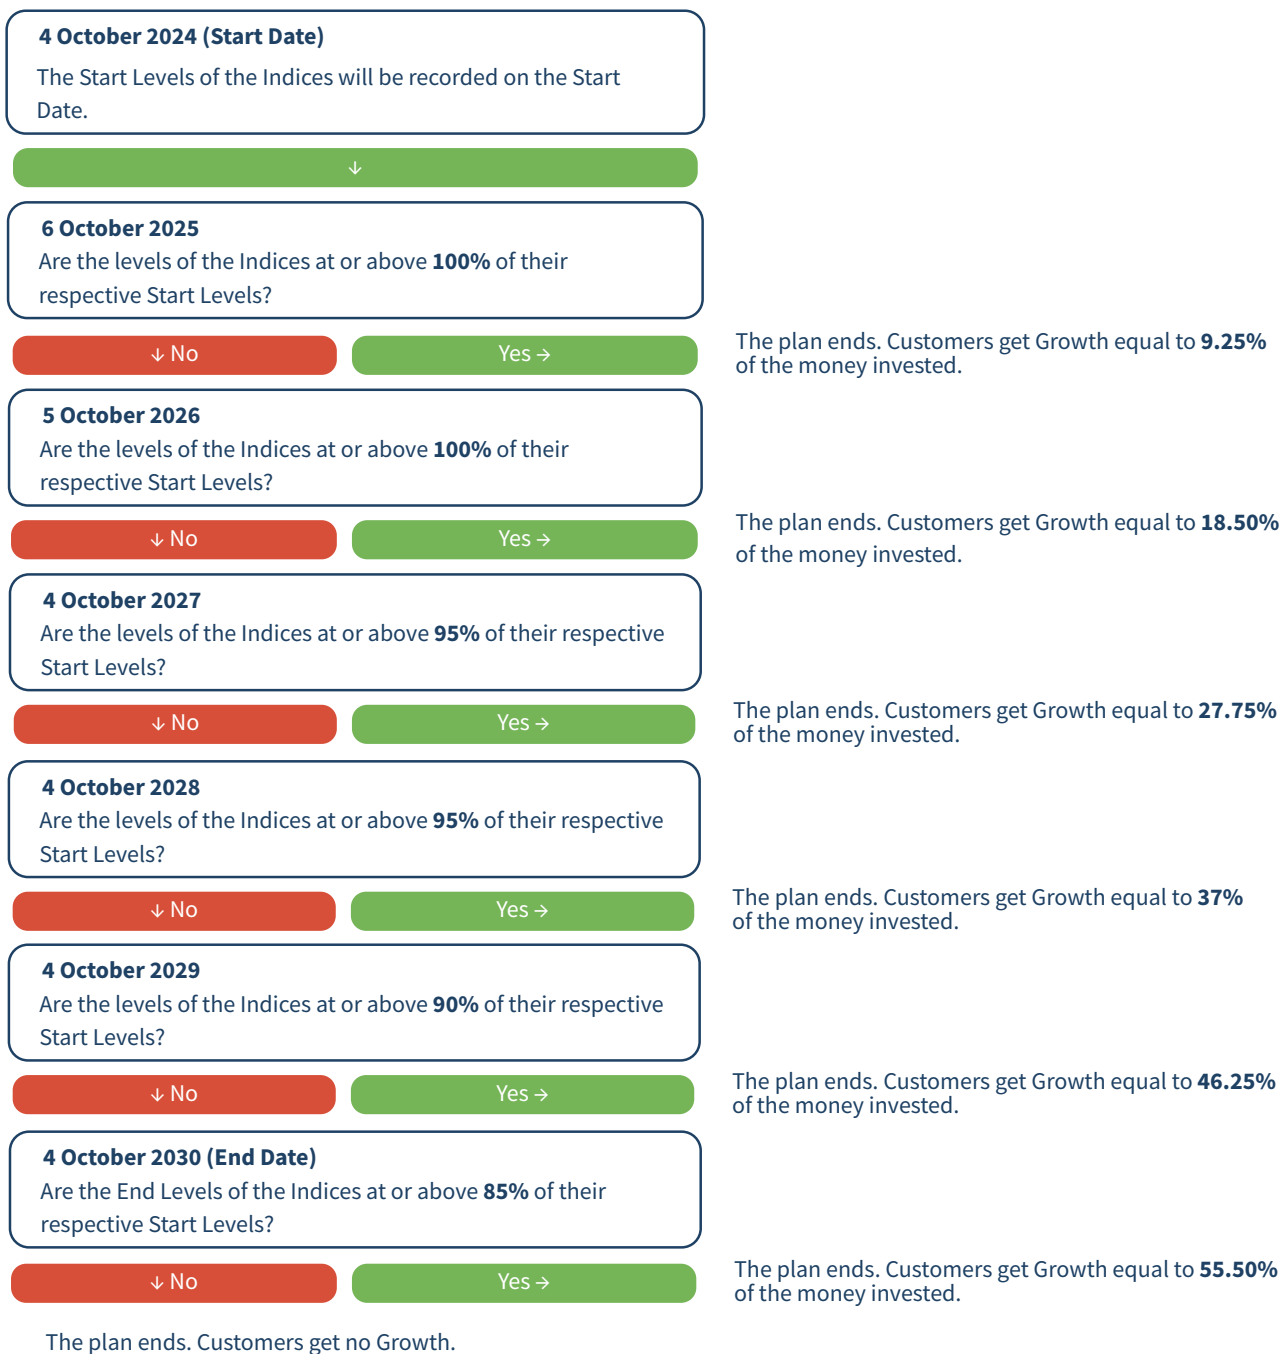 4 October 2024 (Start Date)
The Start Levels of the Indices will be recorded on the Start
Date.
↓
6 October 2025
Are the levels of the Indices at or above 100% of their
respective Start Levels?
↓ No
Yes →
The plan ends. Customers get Growth equal to 9.25%
of the money invested.
5 October 2026
Are the levels of the Indices at or above 100% of their
respective Start Levels?
↓ No
Yes →
The plan ends. Customers get Growth equal to 18.50%
of the money invested.
4 October 2027
Are the levels of the Indices at or above 95% of their respective
Start Levels?
↓ No
Yes →
The plan ends. Customers get Growth equal to 27.75%
of the money invested.
4 October 2028
Are the levels of the Indices at or above 95% of their respective
Start Levels?
↓ No
Yes →
The plan ends. Customers get Growth equal to 37%
of the money invested.
4 October 2029
Are the levels of the Indices at or above 90% of their respective
Start Levels?
↓ No
Yes →
The plan ends. Customers get Growth equal to 46.25%
of the money invested.
4 October 2030 (End Date)
Are the End Levels of the Indices at or above 85% of their
respective Start Levels?
↓ No
Yes →
The plan ends. Customers get Growth equal to 55.50%
of the money invested.
The plan ends. Customers get no Growth.